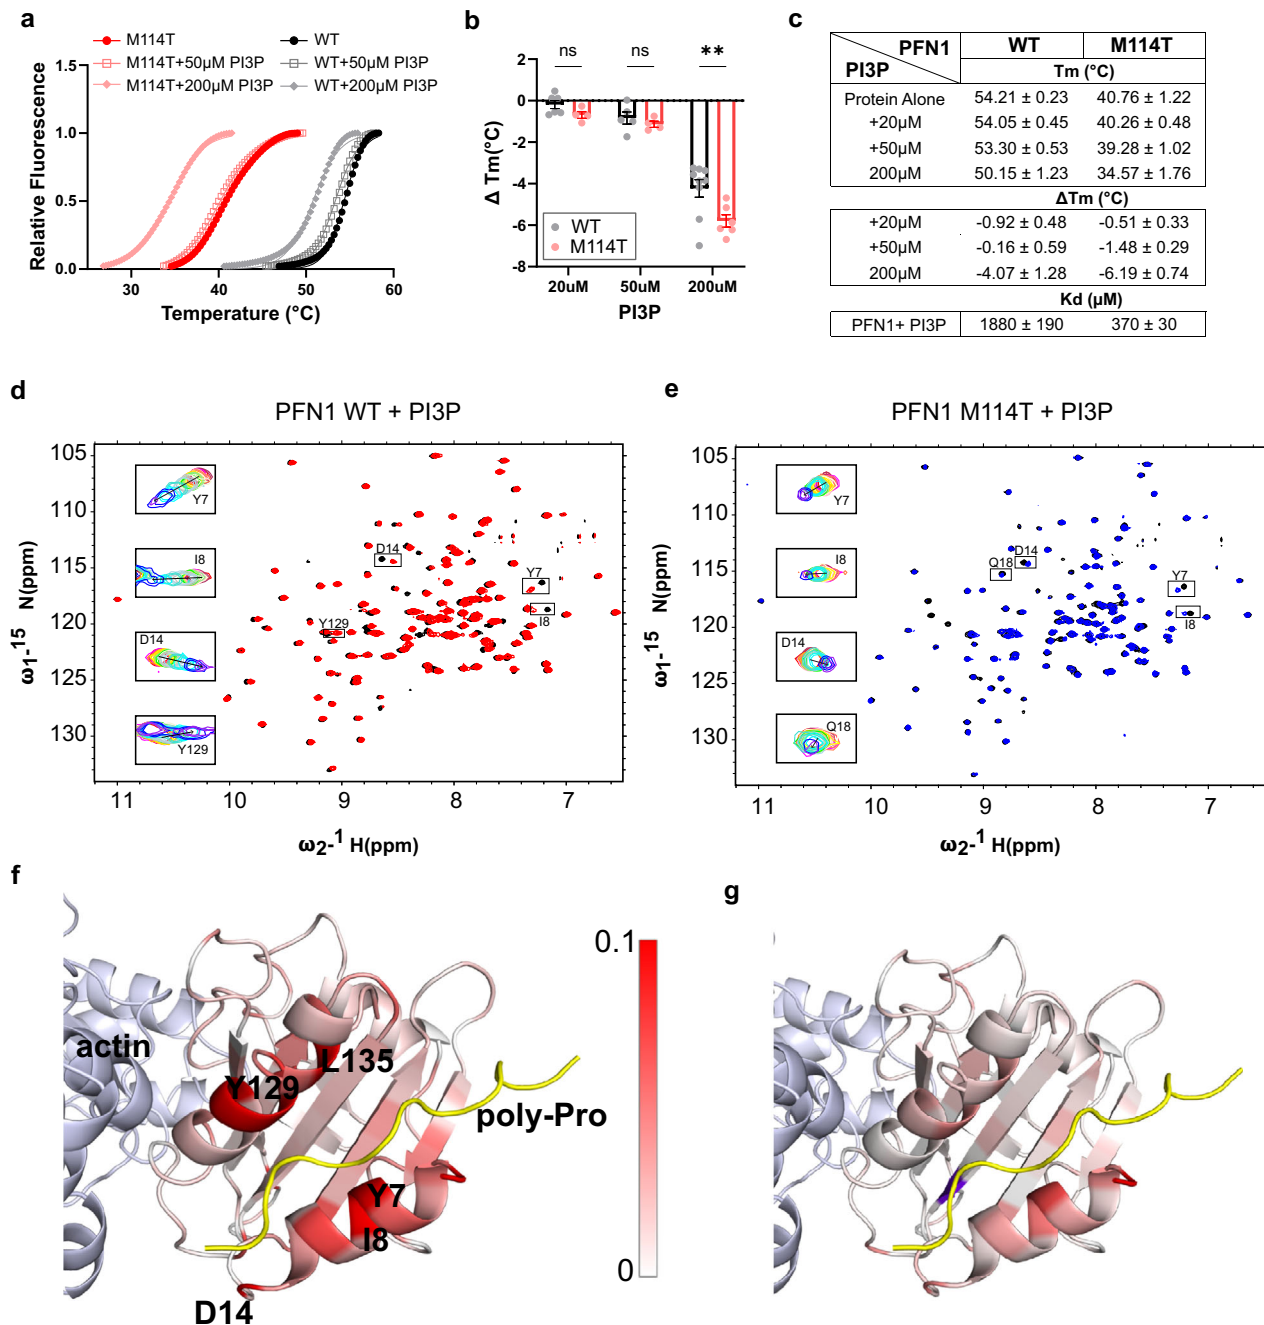 a
M114T
WT
M114T+50µM PI3P
WT+50µM PI3P
M114T+200µM PI3P
WT+200µM PI3P
1.5
1.0
0.5
0.0
Relative Fluorescence
30
40
50
60
Temperature (°C)
b
ns
ns
**
2
0
-2
-4
-6
-8
Δ Tm(°C)
WT
M114T
20uM
50uM
200uM
PI3P
c
PFN1
PI3P
WT
M114T
Tm (°C)
Protein Alone 54.21 ± 0.23 40.76 ± 1.22
+20µM 54.05 ± 0.45 40.26 ± 0.48
+50µM 53.30 ± 0.53 39.28 ± 1.02
200µM 50.15 ± 1.23 34.57 ± 1.76
ΔTm (°C)
+20µM -0.92 ± 0.48 -0.51 ± 0.33
+50µM -0.16 ± 0.59 -1.48 ± 0.29
200µM -4.07 ± 1.28 -6.19 ± 0.74
Kd (µM)
PFN1+ PI3P 1880 ± 190 370 ± 30
d
PFN1 WT + PI3P
105
110
115
120
125
130
ω1-15 N(ppm)
Y7
I8
D14
Y129
D14
Y7
I8
Y129
11
10
9
8
7
ω2-1 H(ppm)
e
PFN1 M114T + PI3P
105
110
115
120
125
130
ω1-15 N(ppm)
Y7
I8
D14
Q18
D14
Q18
Y7
I8
11
10
9
8
7
ω2-1 H(ppm)
f
actin
Y129
L135
poly-Pro
Y7
I8
D14
0.1
0
g